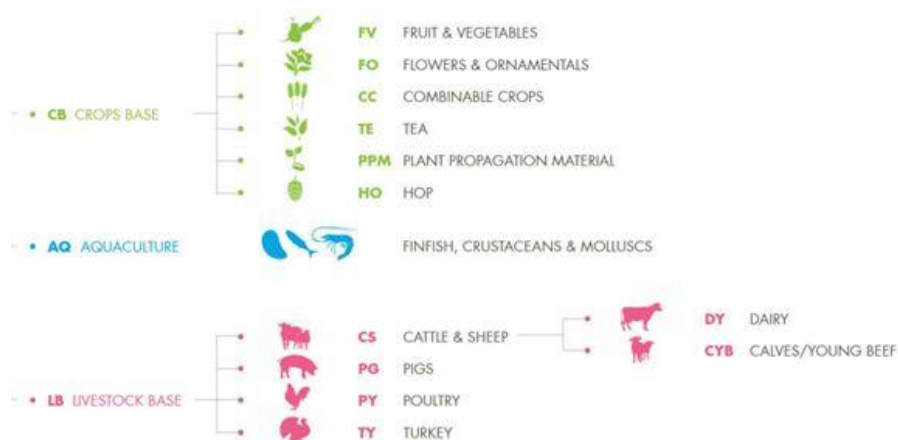 FV FRUIT & VEGETABLES
FO FLOWERS & ORNAMENTALS
CC COMBINABLE CROPS
CB CROPS BASE
TE TEA
PPM PLANT PROPAGATION MATERIAL
HO HOP
AQ AQUACULTURE FINFISH, CRUSTACEANS & MOLLUSCS
DY DAIRY
CS CATTLE & SHEEP
CYB CALVES/YOUNG BEEF
PG PIGS
LB LIVESTOCK BASE PY POULTRY
TY TURKEY